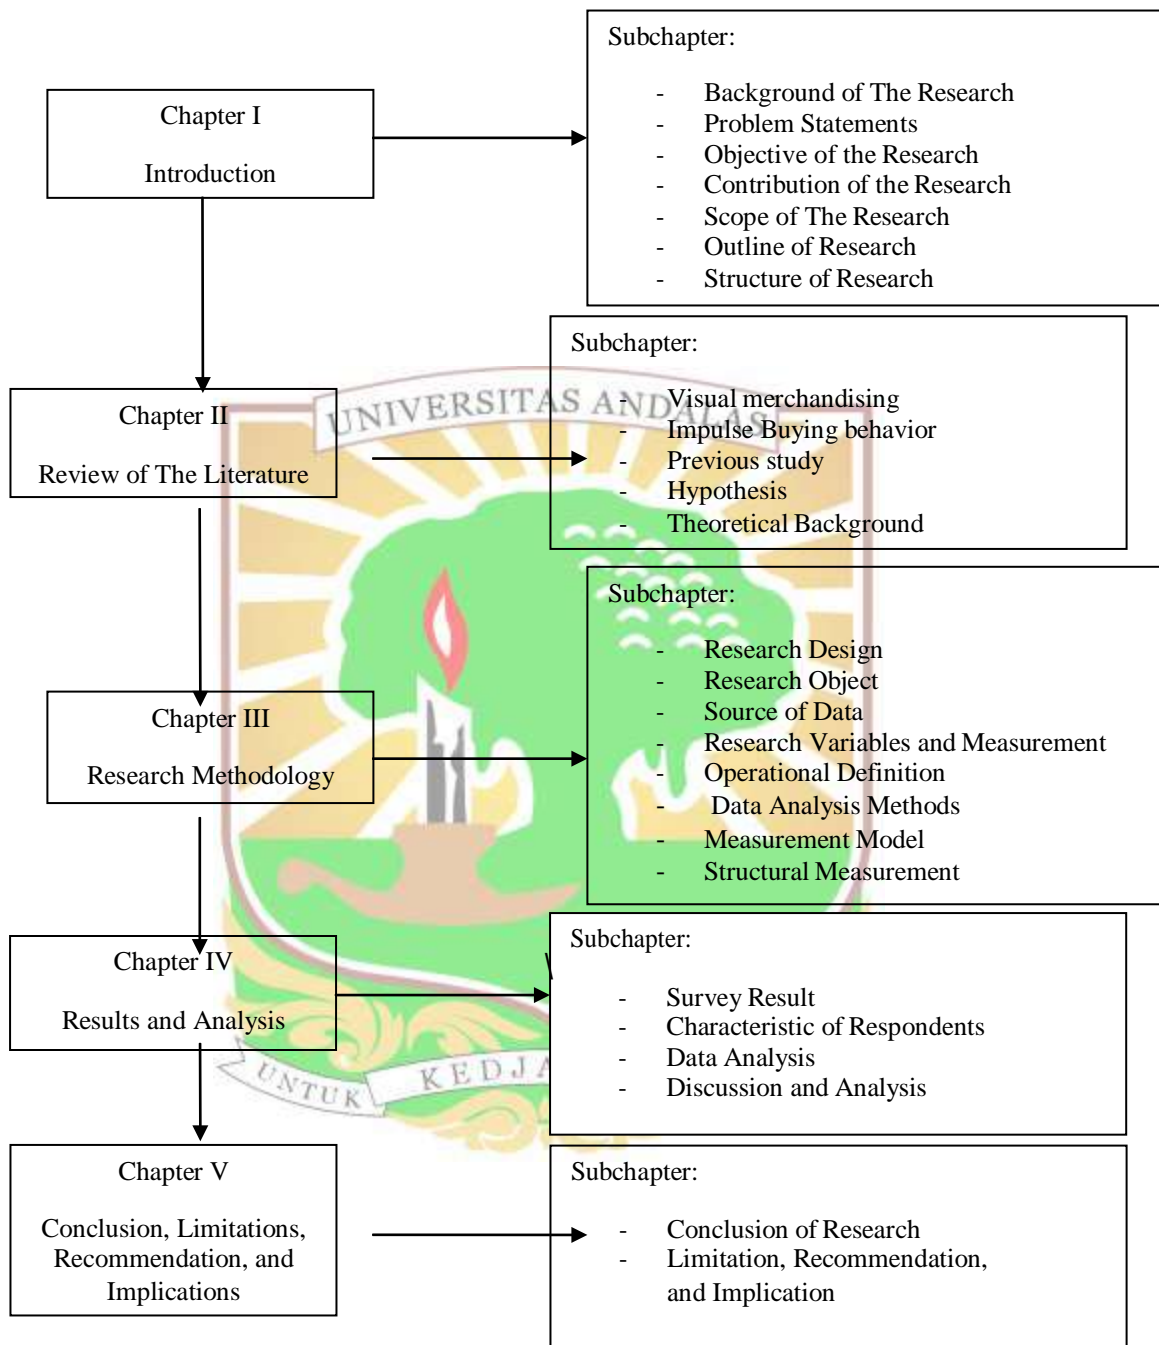 Chapter I
Introduction
Subchapter:
- Background of The Research
- Problem Statements
- Objective of the Research
- Contribution of the Research
- Scope of The Research
- Outline of Research
- Structure of Research
Chapter II
Review of The Literature
Subchapter:
- Visual merchandising
- Impulse Buying behavior
- Previous study
- Hypothesis
- Theoretical Background
UNIVERSITAS ANDALAS
Chapter III
Research Methodology
Subchapter:
- Research Design
- Research Object
- Source of Data
- Research Variables and Measurement
- Operational Definition
- Data Analysis Methods
- Measurement Model
- Structural Measurement
Chapter IV
Results and Analysis
Subchapter:
\
- Survey Result
- Characteristic of Respondents
- Data Analysis
- Discussion and Analysis
UNTUK KEDJA
Chapter V
Conclusion, Limitations,
Recommendation, and
Implications
Subchapter:
- Conclusion of Research
- Limitation, Recommendation,
and Implication